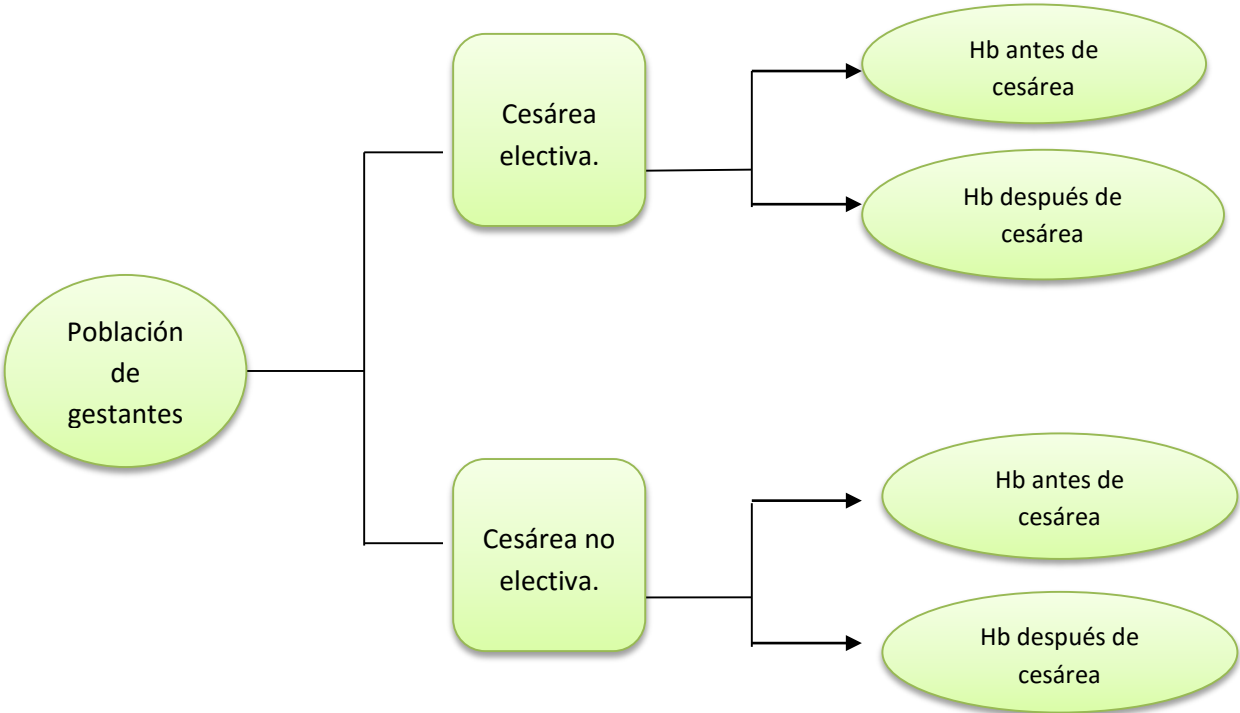 Hb antes de
cesárea
Cesárea
electiva.
Hb después de
cesárea
Población
de
gestantes
Hb antes de
cesárea
Cesárea no
electiva.
Hb después de
cesárea